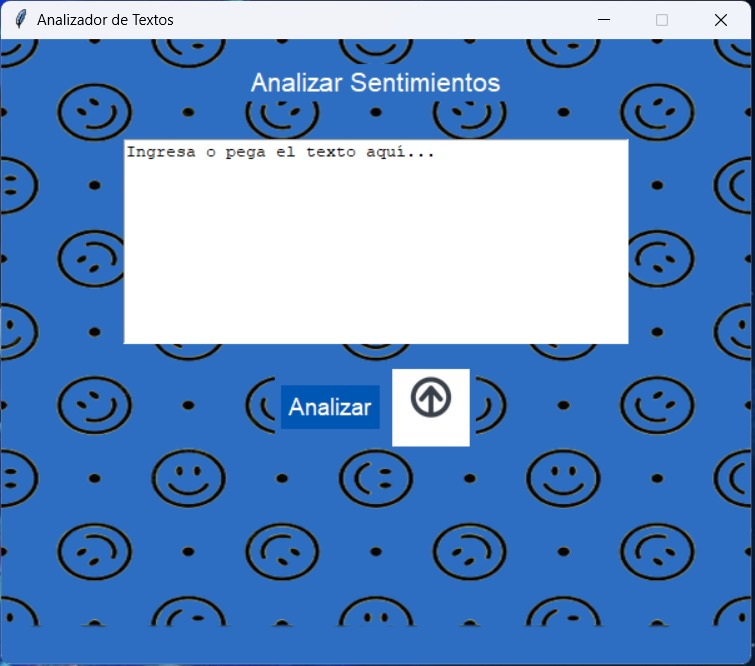 Analizador de Textos
Analizar Sentimientos
Ingresa o pega el texto aquí...
Analizar